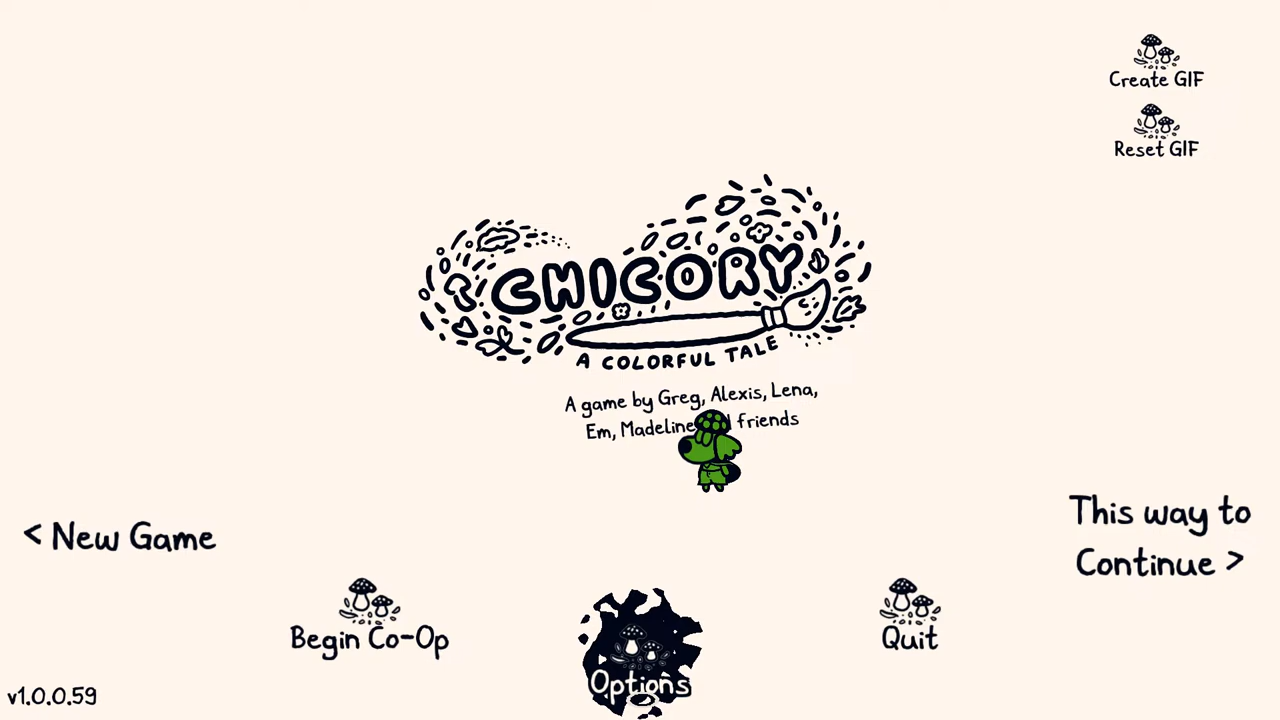 Create GIF
Reset GIF
CHICORY
A COLORFUL TALE
A game by Greg, Alexis, Lena,
Em, Madeline friends
< New Game
This way to
Continue >
Begin Co-Op
Options
Quit
v1.0.0.59